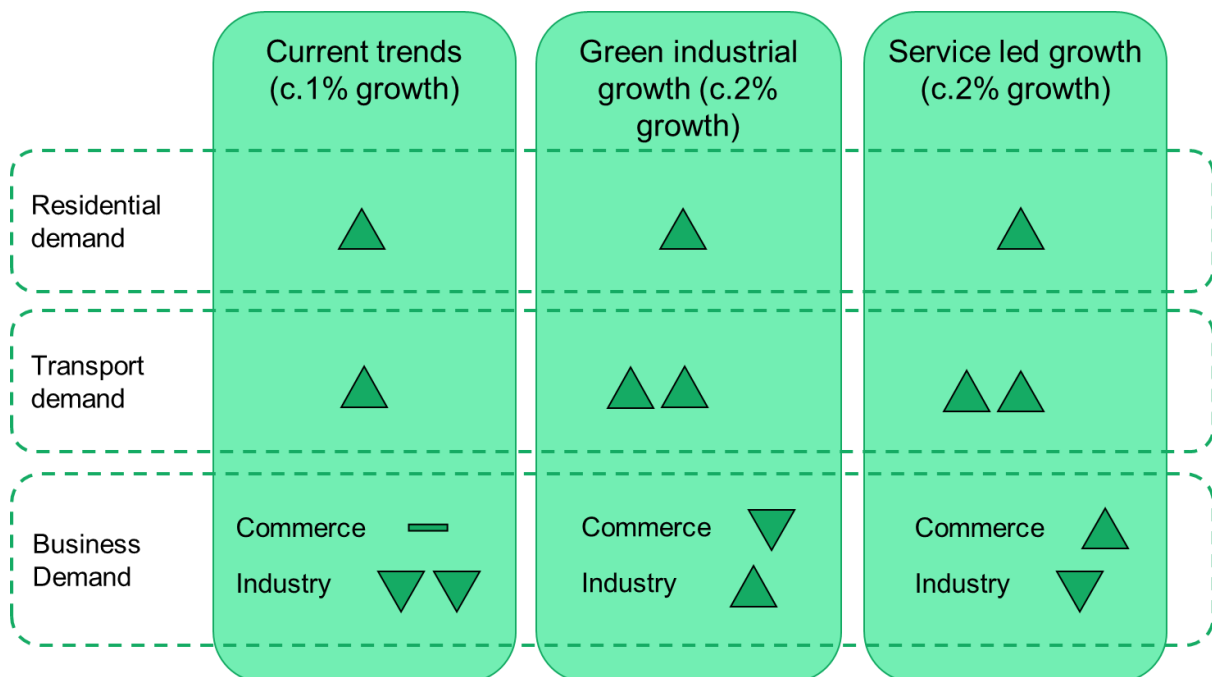 Current trends
(c.1% growth)
Green industrial
growth (c.2%
growth)
Service led growth
(c.2% growth)
Residential
demand
Transport
demand
Business
Demand
Commerce
Industry
Commerce
Industry
Commerce
Industry